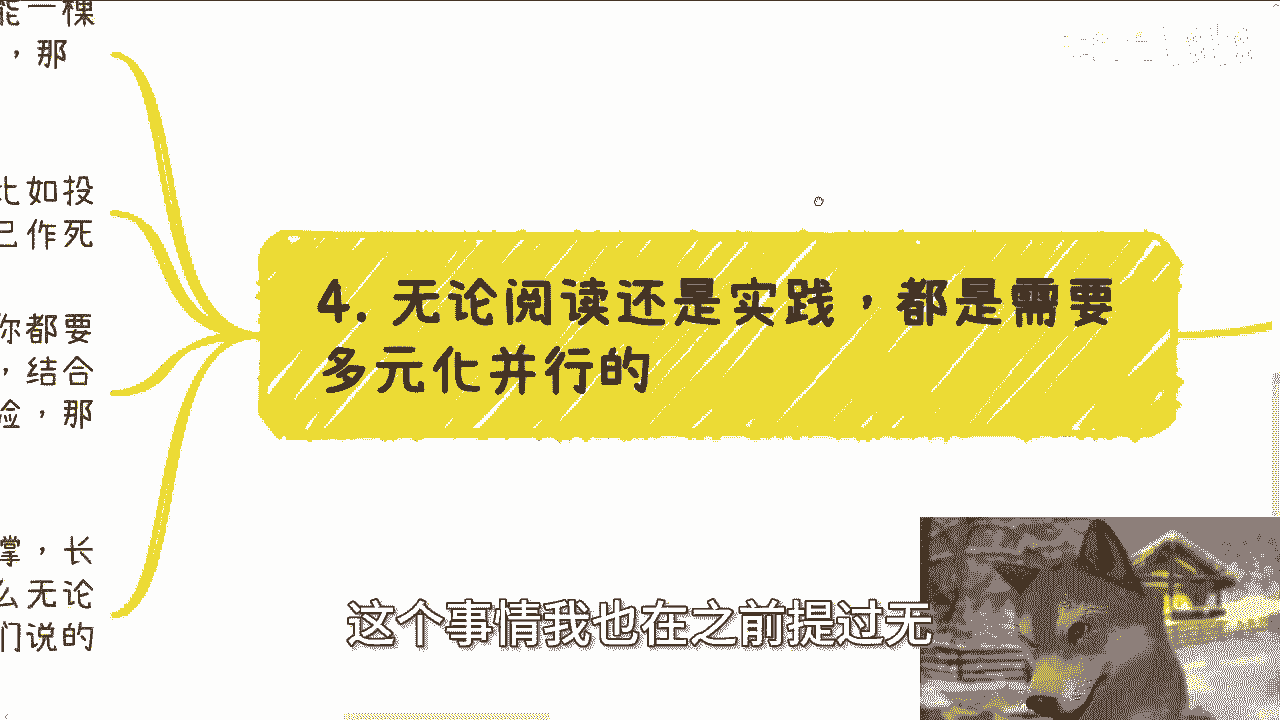 能一棵
，那
比如投
己作死
你都要
，结合
险，那
掌，长
么无论
们说的
4. 无论阅读还是实践，都是需要
多元化并行的
这个事情我也在之前提过无